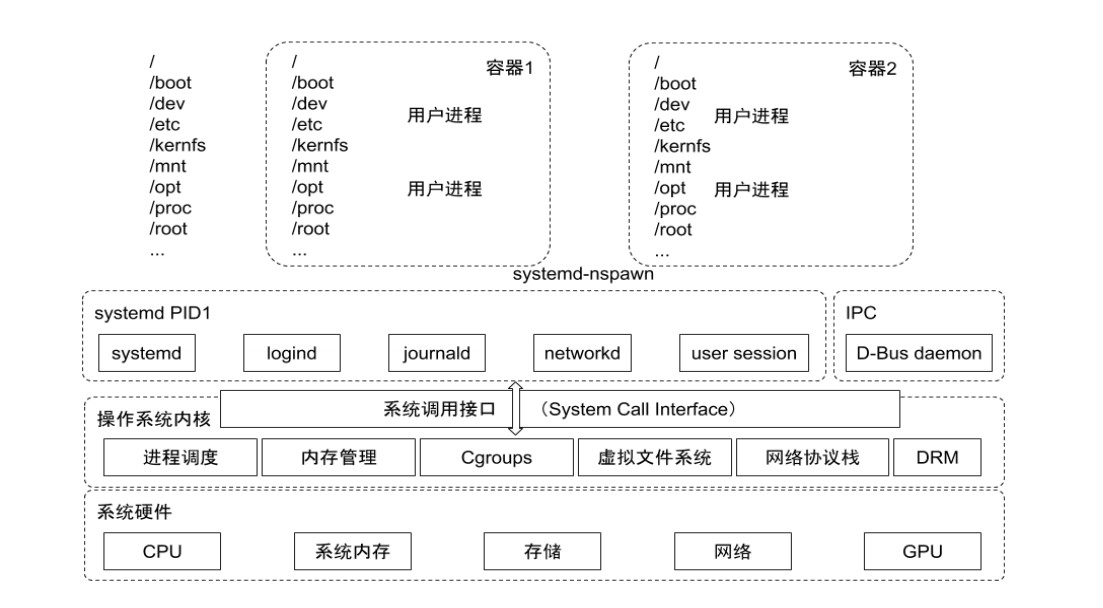 /
/boot
/dev
/etc
/kernfs
/mnt
/opt
/proc
/root
...
容器1
/
/boot
/dev
/etc
/kernfs
/mnt
/opt
/proc
/root
...
用户进程
用户进程
容器2
/
/boot
/dev
/etc
/kernfs
/mnt
/opt
/proc
/root
...
用户进程
用户进程
systemd-nspawn
systemd PID1
systemd
logind
journald
networkd
user session
IPC
D-Bus daemon
系统调用接口 （System Call Interface）
操作系统内核
进程调度
内存管理
Cgroups
虚拟文件系统
网络协议栈
DRM
系统硬件
CPU
系统内存
存储
网络
GPU